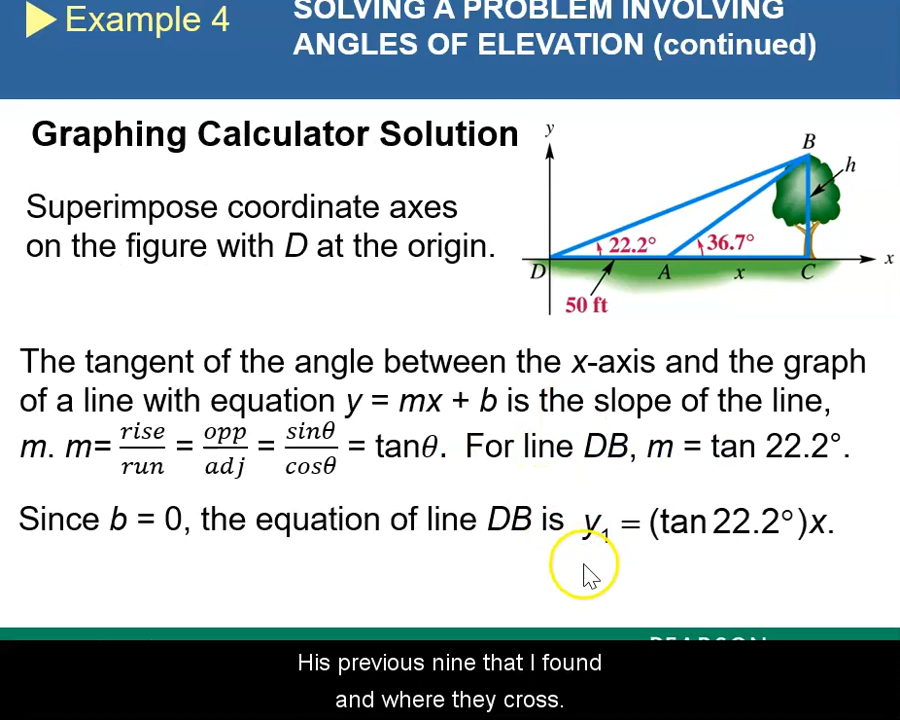 Example 4
SOLVING A PROBLEM INVOLVING
ANGLES OF ELEVATION (continued)
Graphing Calculator Solution
Superimpose coordinate axes
on the figure with D at the origin.
y
B
h
22.2°
36.7°
D
A
x
C
x
50 ft
The tangent of the angle between the x-axis and the graph
of a line with equation y = mx + b is the slope of the line,
m. m= rise/run = opp/adj = sinθ/cosθ = tanθ. For line DB, m = tan 22.2°.
Since b = 0, the equation of line DB is y₁ = (tan 22.2°)x.
PEARSON
His previous nine that I found
and where they cross.